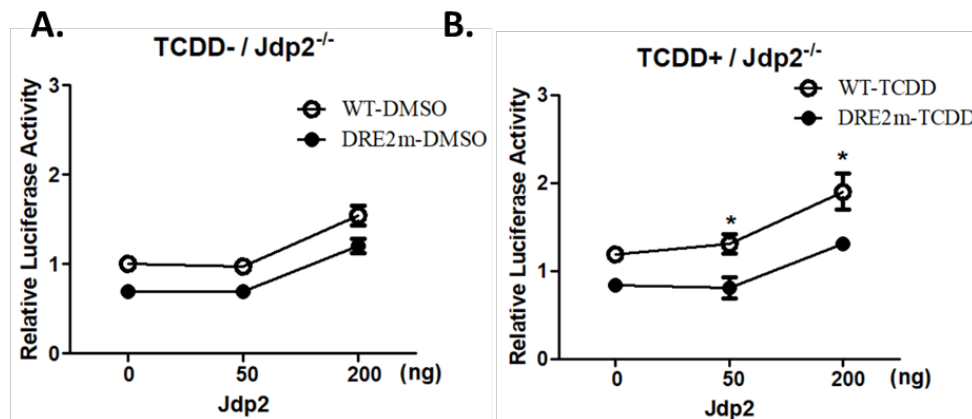 A.
TCDD- / Jdp2-/-
Relative Luciferase Activity
3
2
1
0
WT-DMSO
DRE2m-DMSO
0 50 200 (ng)
Jdp2
B.
TCDD+ / Jdp2-/-
Relative Luciferase Activity
3
2
1
0
WT-TCDD
DRE2m-TCDD
*
*
0 50 200 (ng)
Jdp2